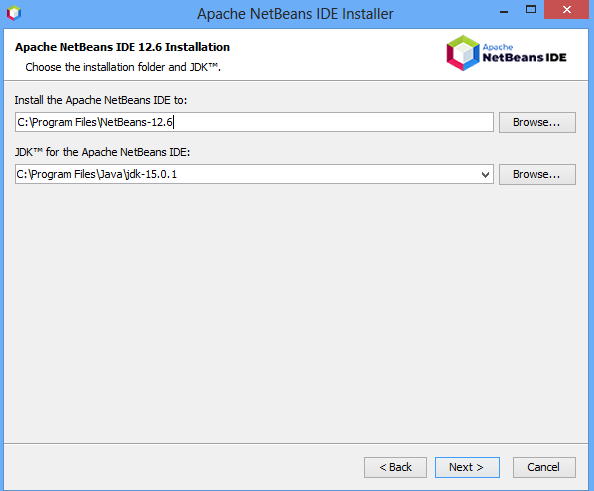 Apache NetBeans IDE Installer
Apache NetBeans IDE 12.6 Installation
Choose the installation folder and JDK™.
Apache
NetBeans IDE
Install the Apache NetBeans IDE to:
C:\Program Files\NetBeans-12.6
Browse...
JDK™ for the Apache NetBeans IDE:
C:\Program Files\Java\jdk-15.0.1
Browse...
< Back
Next >
Cancel